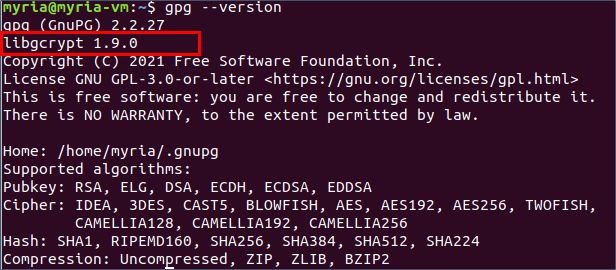 myria@myria-vm:~$ gpg --version
gpg (GnuPG) 2.2.27
libgcrypt 1.9.0
Copyright (C) 2021 Free Software Foundation, Inc.
License GNU GPL-3.0-or-later <https://gnu.org/licenses/gpl.html>
This is free software: you are free to change and redistribute it.
There is NO WARRANTY, to the extent permitted by law.

Home: /home/myria/.gnupg
Supported algorithms:
Pubkey: RSA, ELG, DSA, ECDH, ECDSA, EDDSA
Cipher: IDEA, 3DES, CAST5, BLOWFISH, AES, AES192, AES256, TWOFISH,
        CAMELLIA128, CAMELLIA192, CAMELLIA256
Hash: SHA1, RIPEMD160, SHA256, SHA384, SHA512, SHA224
Compression: Uncompressed, ZIP, ZLIB, BZIP2